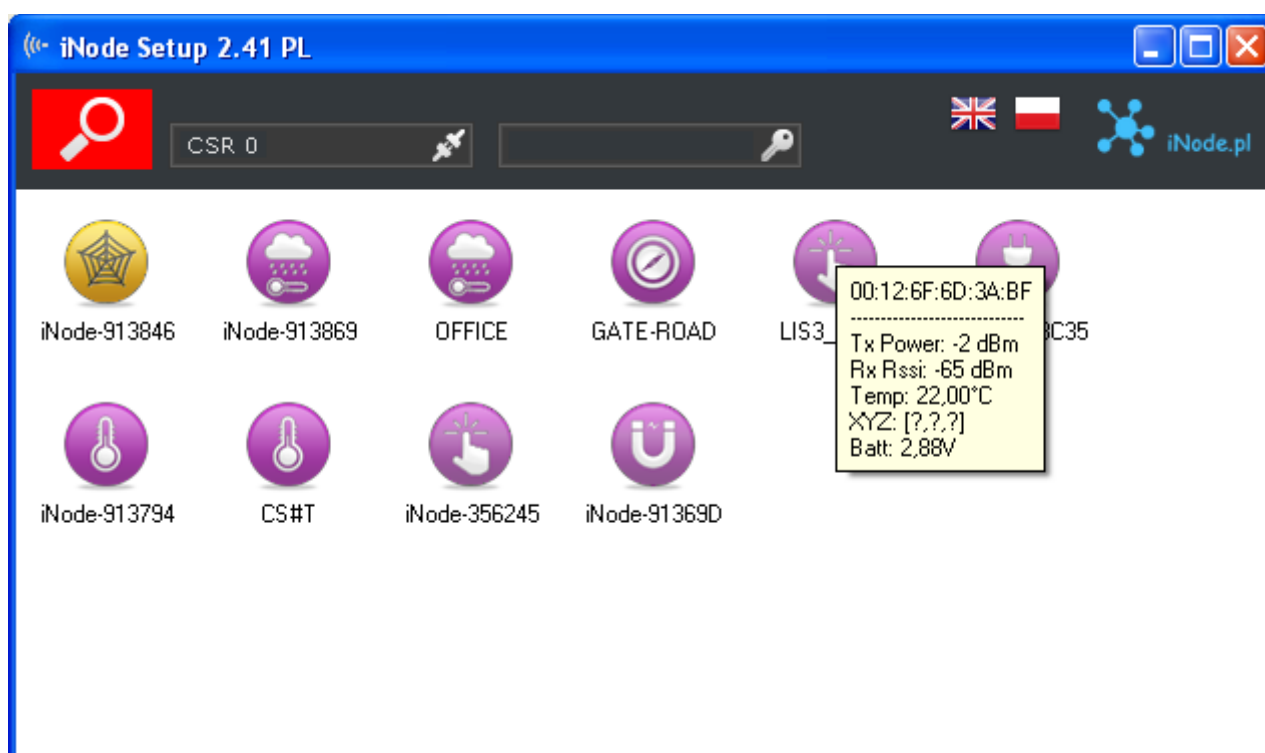 iNode Setup 2.41 PL
CSR 0
iNode.pl
iNode-913846 iNode-913869 OFFICE GATE-ROAD LIS3_ 3C35
00:12:6F:6D:3A:BF
-------------------------
Tx Power: -2 dBm
Rx Rssi: -65 dBm
Temp: 22,00°C
XYZ: [?,?,?]
Batt: 2,88V
iNode-913794 CS#T iNode-356245 iNode-91369D